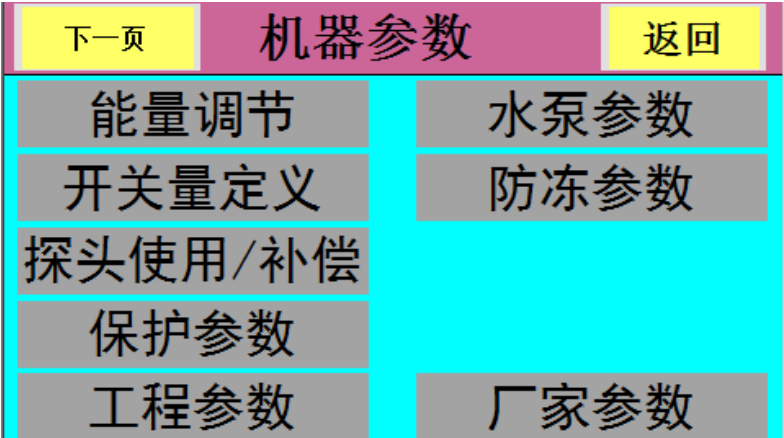 下一页
机器参数
返回
能量调节
水泵参数
开关量定义
防冻参数
探头使用/补偿
保护参数
工程参数
厂家参数